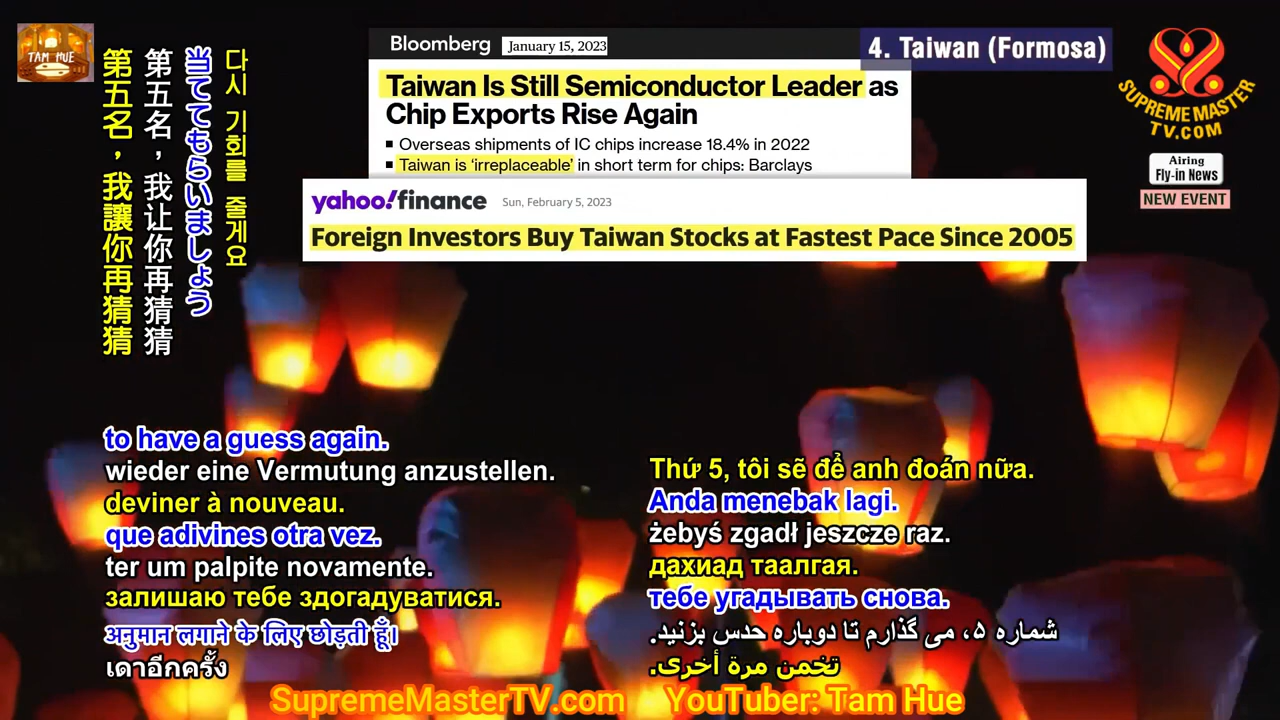 TAM HUE
第五名，我讓你再猜猜
第五名，我让你再猜猜
当ててもらいましょう
다시 기회를 줄게요
Bloomberg January 15, 2023
4. Taiwan (Formosa)
Taiwan Is Still Semiconductor Leader as
Chip Exports Rise Again
Overseas shipments of IC chips increase 18.4% in 2022
Taiwan is ‘irreplaceable’ in short term for chips: Barclays
yahoo!finance Sun, February 5, 2023
Foreign Investors Buy Taiwan Stocks at Fastest Pace Since 2005
SUPREME MASTER
TV.COM
Airing
Fly-in News
NEW EVENT
to have a guess again.
wieder eine Vermutung anzustellen.
deviner à nouveau.
que adivines otra vez.
ter um palpite novamente.
залишаю тебе здогадуватися.
अनुमान लगाने के लिए छोड़ती हूँ।
เดาอีกครั้ง
Thứ 5, tôi sẽ để anh đoán nữa.
Anda menebak lagi.
żebyś zgadł jeszcze raz.
дахиад таалгая.
тебе угадывать снова.
شماره ۵، می گذارم تا دوباره حدس بزنید.
تخمن مرة أخرى.
SupremeMasterTV.com YouTuber: Tam Hue